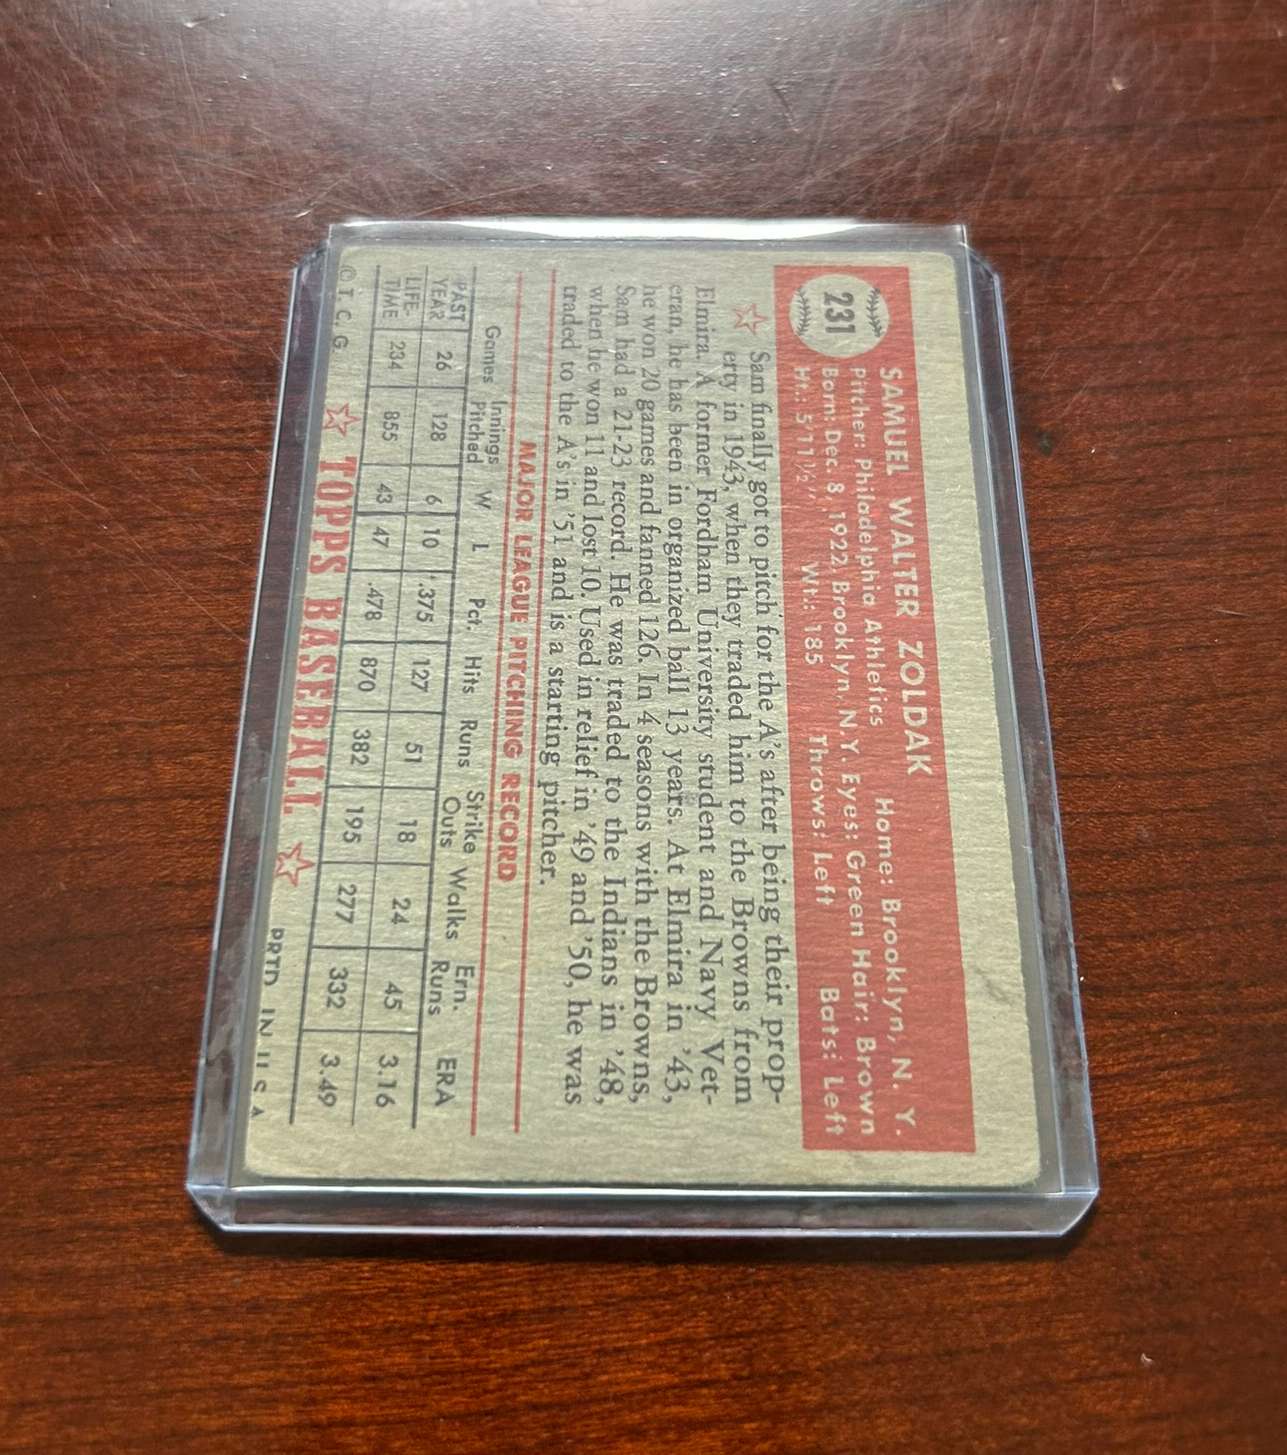 231
SAMUEL WALTER ZOLDAK
Pitcher: Philadelphia Athletics Home: Brooklyn, N. Y.
Born: Dec. 8, 1922 Brooklyn, N.Y. Eyes: Green Hair: Brown
Ht.: 5'11½" Wt.: 185 Throws: Left Bats: Left
Sam finally got to pitch for the A's after being their prop-
erty in 1943, when they traded him to the Browns from
Elmira. A former Fordham University student and Navy Vet-
eran, he has been in organized ball 13 years. At Elmira in '43,
he won 20 games and fanned 126. In 4 seasons with the Browns,
Sam had a 21-23 record. He was traded to the Indians in '48,
when he won 11 and lost 10. Used in relief in '49 and '50, he was
traded to the A's in '51 and is a starting pitcher.
MAJOR LEAGUE PITCHING RECORD
Games Innings Pitched W L Pct. Hits Runs Strike Outs Walks Ern. Runs ERA
PAST YEAR 26 128 6 10 .375 127 51 18 24 45 3.16
LIFE-TIME 234 855 43 47 .478 870 382 195 277 332 3.49
© T. C. G. TOPPS BASEBALL PRTD. IN U. S. A.